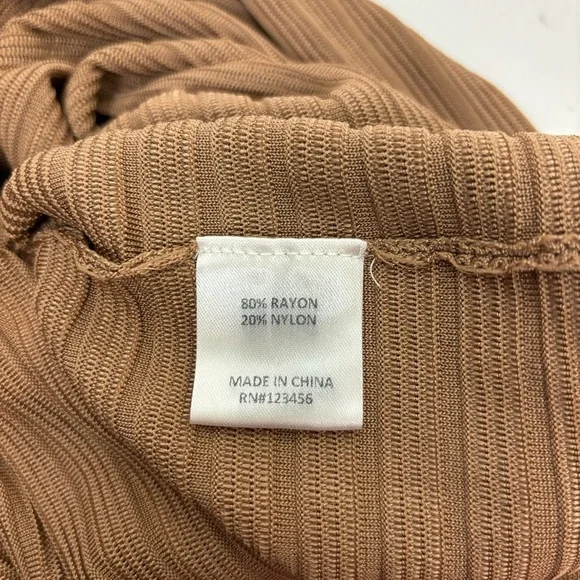 80% RAYON
20% NYLON
MADE IN CHINA
RN#123456